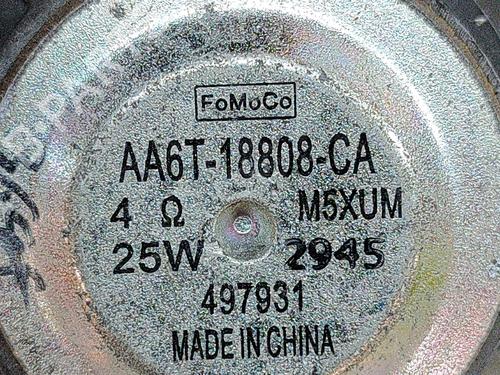 FoMoCo
AA6T-18808-CA
4 Ω M5XUM
25W 2945
497931
MADE IN CHINA